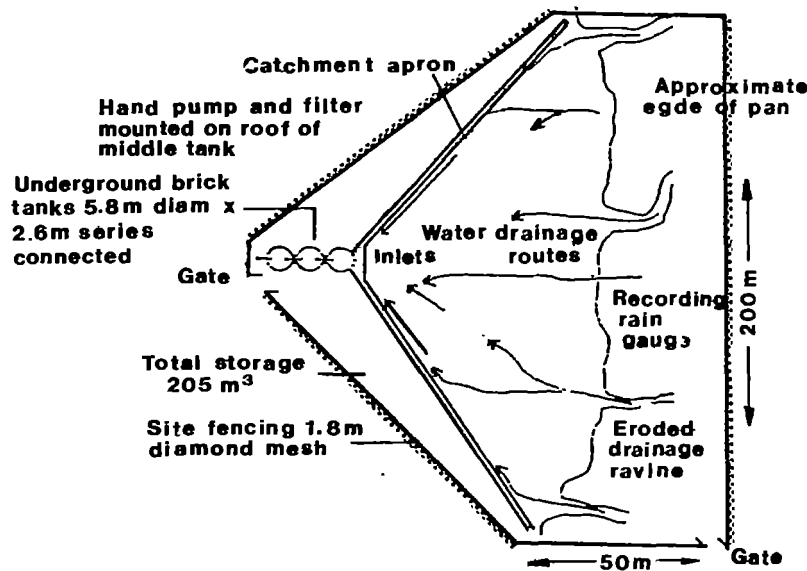 Catchment apron
Approximate
egde of pan
Hand pump and filter
mounted on roof of
middle tank
Underground brick
tanks 5.8m diam x
2.6m series
connected
Gate
Inlets
Water drainage
routes
Recording
rain
gauge
200m
Total storage
205 m³
Site fencing 1.8m
diamond mesh
Eroded
drainage
ravine
50m
Gate